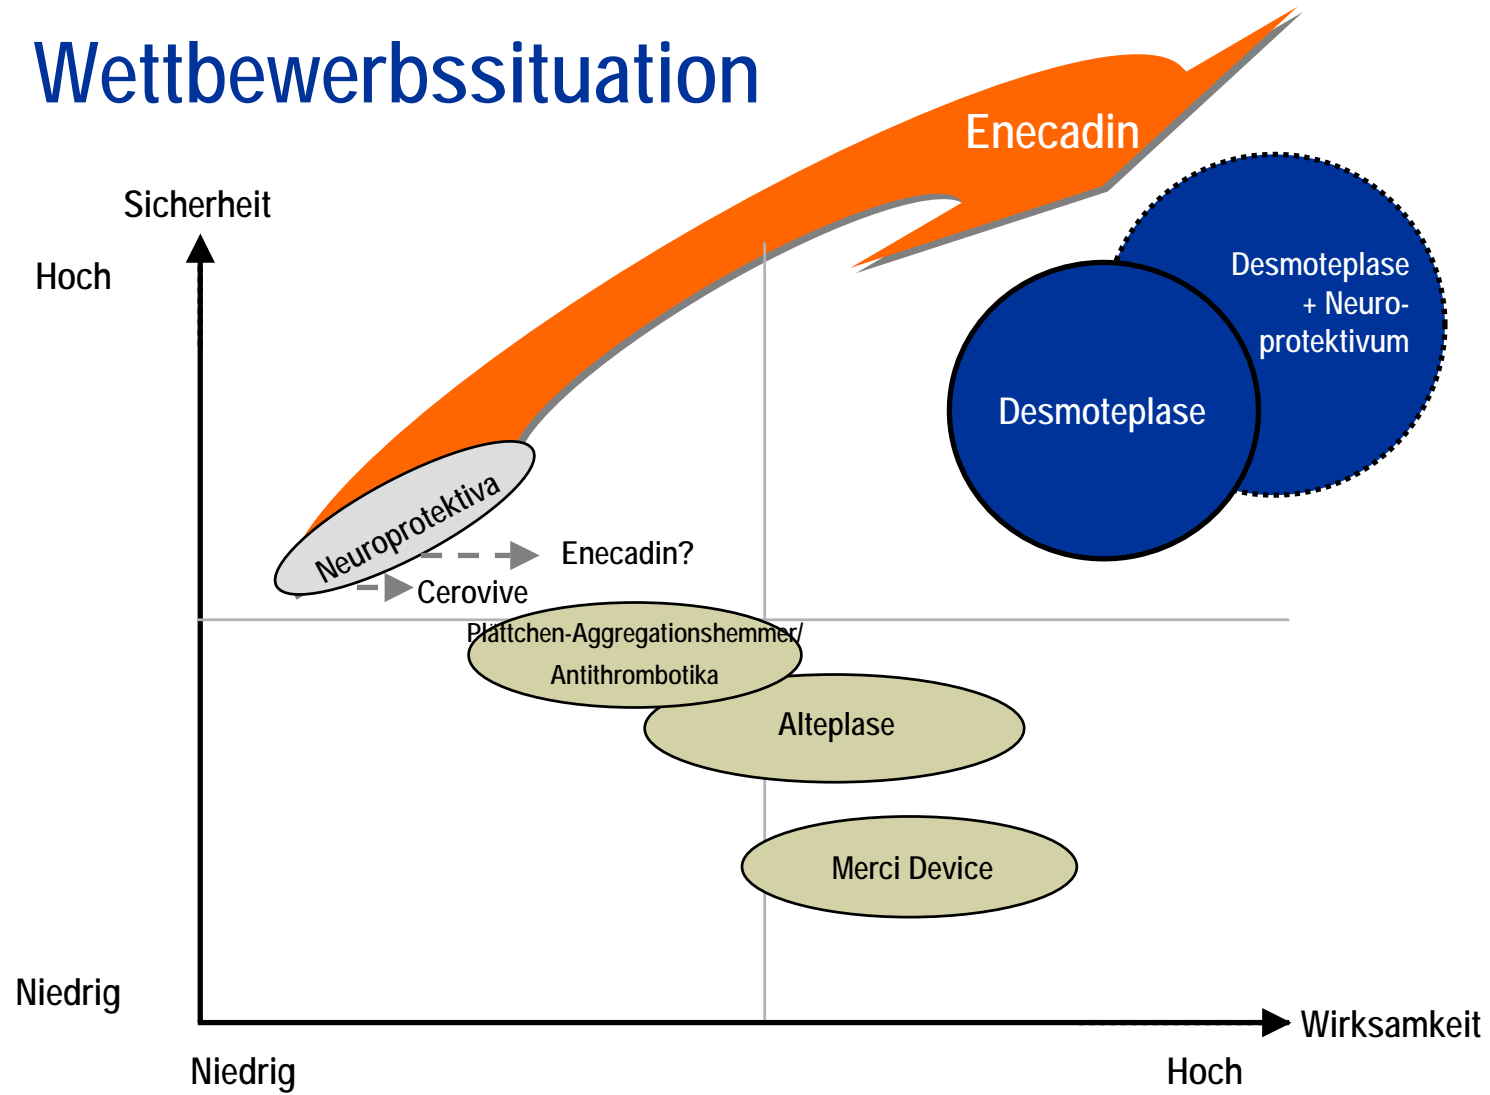 Wettbewerbssituation
Enecadin
Sicherheit
Hoch
Desmoteplase
+ Neuro-
protektivum
Desmoteplase
Neuroprotektiva
Enecadin?
Cerovive
Plättchen-Aggregationshemmer/
Antithrombotika
Alteplase
Merci Device
Niedrig
Wirksamkeit
Niedrig
Hoch